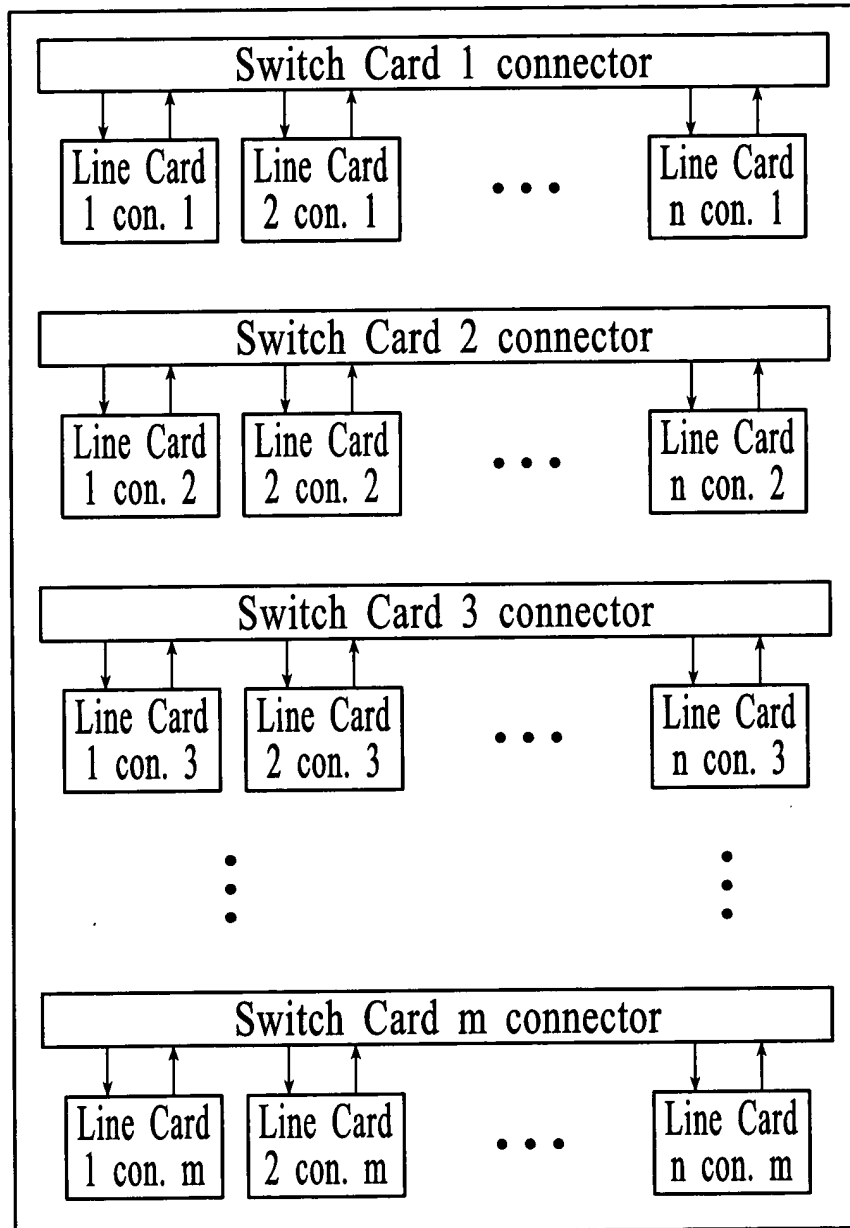 Switch Card 1 connector
Line Card
1 con. 1
Line Card
2 con. 1
Line Card
n con. 1
Switch Card 2 connector
Line Card
1 con. 2
Line Card
2 con. 2
Line Card
n con. 2
Switch Card 3 connector
Line Card
1 con. 3
Line Card
2 con. 3
Line Card
n con. 3
Switch Card m connector
Line Card
1 con. m
Line Card
2 con. m
Line Card
n con. m